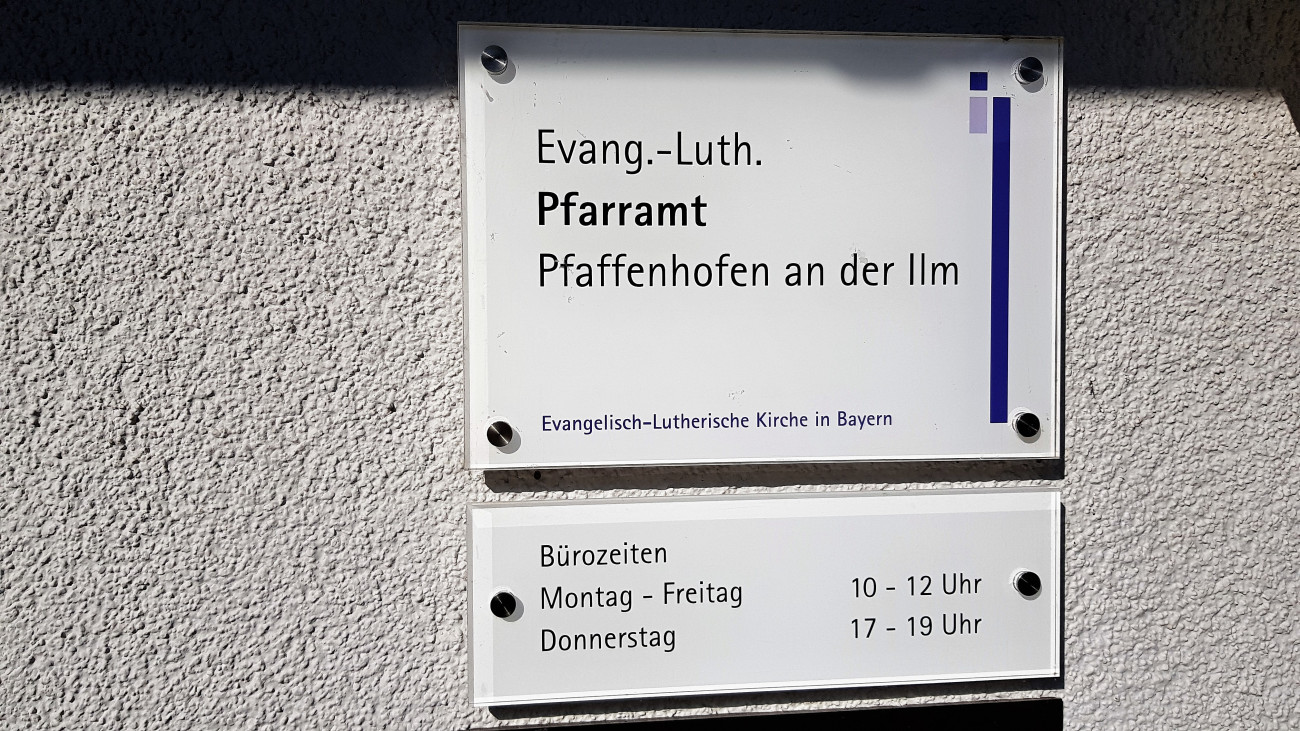 Evang.-Luth.
Pfarramt
Pfaffenhofen an der Ilm
Evangelisch-Lutherische Kirche in Bayern
Bürozeiten
Montag - Freitag 10 - 12 Uhr
Donnerstag 17 - 19 Uhr